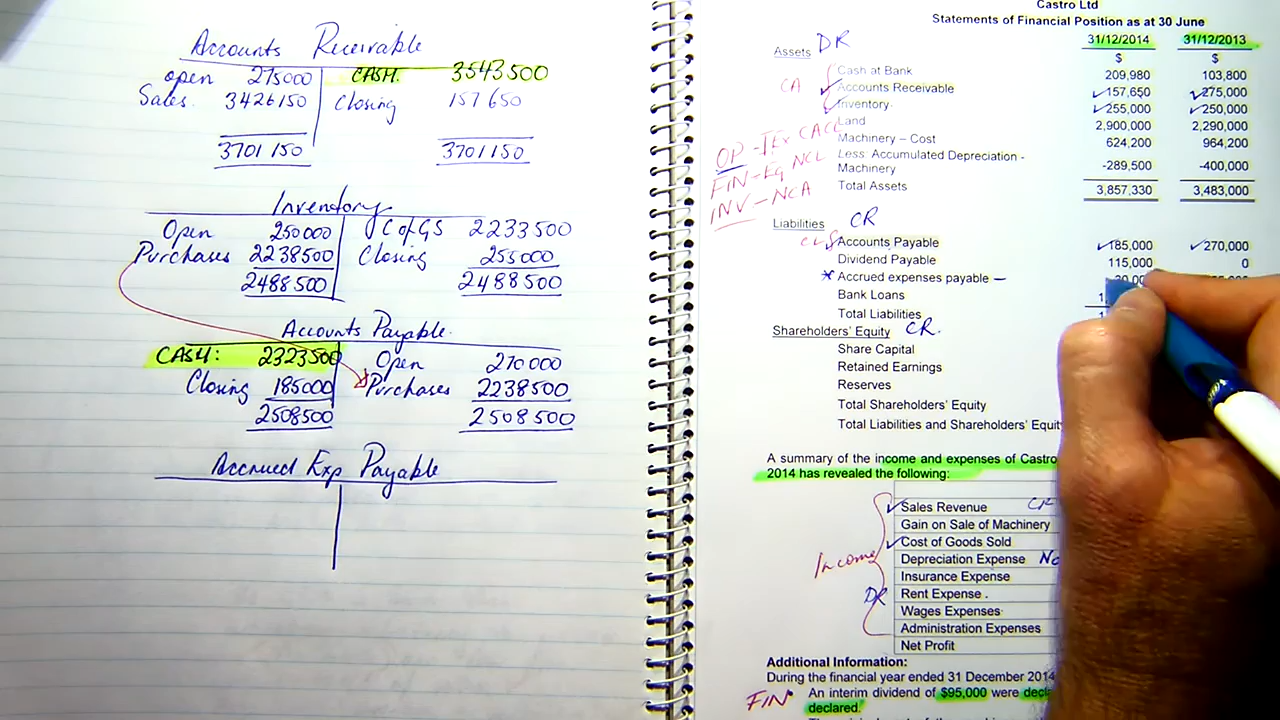 Accounts Receivable
open 275000 CASH. 3543500
Sales. 3426150 Closing 157650
3701150 3701150
Inventory
Open 250000 C of GS 2233500
Purchases 2238500 Closing 255000
2488500 2488500
Accounts Payable.
CASH: 2323500 Open 270000
Closing 185000 Purchases 2238500
2508500 2508500
Accrued Exp Payable
Castro Ltd
Statements of Financial Position as at 30 June
31/12/2014 31/12/2013
Assets DR $ $
Cash at Bank 209,980 103,800
CA Accounts Receivable 157,650 275,000
Inventory 255,000 250,000
Land 2,900,000 2,290,000
Machinery – Cost 624,200 964,200
Less Accumulated Depreciation -
Machinery -289,500 -400,000
Total Assets 3,857,330 3,483,000
OP - IEx CACL
FIN - Eq NCL
INV - NCA
Liabilities CR
Accounts Payable 185,000 270,000
Dividend Payable 115,000 0
* Accrued expenses payable –
Bank Loans
Total Liabilities
Shareholders' Equity CR.
Share Capital
Retained Earnings
Reserves
Total Shareholders' Equity
Total Liabilities and Shareholders' Equity
A summary of the income and expenses of Castro
2014 has revealed the following:
Sales Revenue CR
Gain on Sale of Machinery
Cost of Goods Sold
Income Depreciation Expense
Insurance Expense
DR Rent Expense .
Wages Expenses
Administration Expenses
Net Profit
Additional Information:
During the financial year ended 31 December 2014
FIN An interim dividend of $95,000 were
declared.